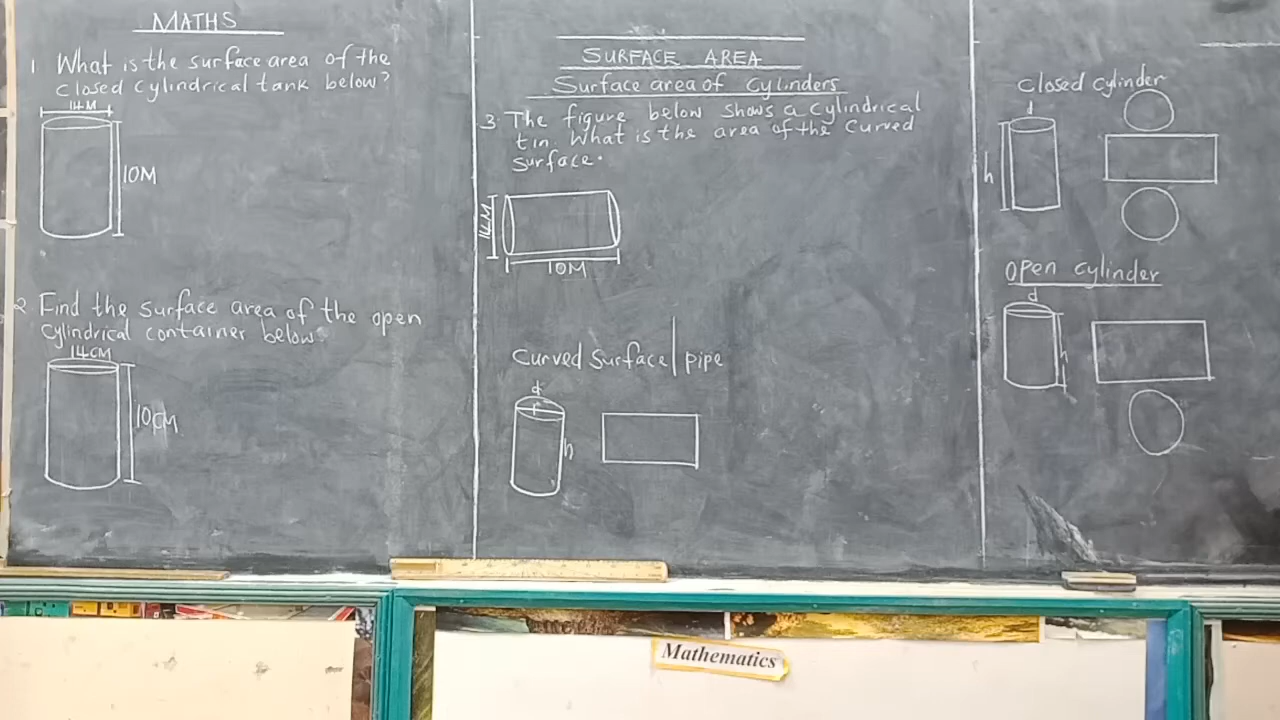 MATHS
1 What is the surface area of the
closed cylindrical tank below?
14M
10M
2 Find the surface area of the open
cylindrical container below.
14CM
10CM
SURFACE AREA
Surface area of cylinders
3. The figure below shows a cylindrical
tin. What is the area of the curved
surface.
14M
10M
Curved surface | pipe
d
r
h
closed cylinder
d
h
open cylinder
d
h
Mathematics